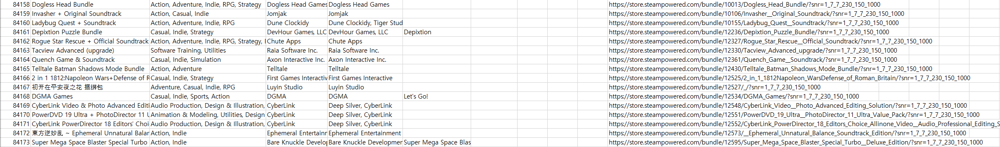 84158 Dogless Head Bundle Action, Adventure, Indie, RPG, Strategy Dogless Head Games Dogless Head Games https://store.steampowered.com/bundle/10013/Dogless_Head_Bundle/?snr=1_7_7_230_150_1000
84159 Invasher + Original Soundtrack Action, Casual, Indie Jomjak Jomjak https://store.steampowered.com/bundle/10106/Invasher__Original_Soundtrack/?snr=1_7_7_230_150_1000
84160 Ladybug Quest + Soundtrack Action, Adventure, Indie, RPG Dune Clockidy Dune Clockidy, Tiger Stud https://store.steampowered.com/bundle/10155/Ladybug_Quest__Soundtrack/?snr=1_7_7_230_150_1000
84161 Depixtion Puzzle Bundle Casual, Indie, Strategy DevHour Games, LLC DevHour Games, LLC Depixtion https://store.steampowered.com/bundle/12236/Depixtion_Puzzle_Bundle/?snr=1_7_7_230_150_1000
84162 Rogue Star Rescue + Official Soundtrack Action, Adventure, Indie, RPG, Strategy, Chute Apps Chute Apps https://store.steampowered.com/bundle/12327/Rogue_Star_Rescue__Official_Soundtrack/?snr=1_7_7_230_150_1000
84163 Tacview Advanced (upgrade) Software Training, Utilities Raia Software Inc. Raia Software Inc. https://store.steampowered.com/bundle/12330/Tacview_Advanced_upgrade/?snr=1_7_7_230_150_1000
84164 Quench Game & Soundtrack Casual, Indie, Simulation Axon Interactive Inc. Axon Interactive Inc. https://store.steampowered.com/bundle/12361/Quench_Game__Soundtrack/?snr=1_7_7_230_150_1000
84165 Telltale Batman Shadows Mode Bundle Action, Adventure Telltale Telltale https://store.steampowered.com/bundle/12430/Telltale_Batman_Shadows_Mode_Bundle/?snr=1_7_7_230_150_1000
84166 2 in 1 1812:Napoleon Wars+Defense of R Casual, Indie, Strategy First Games Interactiv First Games Interactive https://store.steampowered.com/bundle/12525/2_in_1_1812Napoleon_WarsDefense_of_Roman_Britain/?snr=1_7_7_230_150_1000
84167 初开在平安夜之花 捆绑包 Adventure, Casual, Indie, RPG Luyin Studio Luyin Studio https://store.steampowered.com/bundle/12527/_/?snr=1_7_7_230_150_1000
84168 DGMA Games Casual, Indie, Sports, Action DGMA DGMA Let's Go! https://store.steampowered.com/bundle/12534/DGMA_Games/?snr=1_7_7_230_150_1000
84169 CyberLink Video & Photo Advanced Editi Audio Production, Design & Illustration, CyberLink Deep Silver, CyberLink https://store.steampowered.com/bundle/12548/CyberLink_Video__Photo_Advanced_Editing_Solution/?snr=1_7_7_230_150_1000
84170 PowerDVD 19 Ultra + PhotoDirector 11 U Animation & Modeling, Utilities, Design CyberLink Deep Silver, CyberLink https://store.steampowered.com/bundle/12551/PowerDVD_19_Ultra__PhotoDirector_11_Ultra_Value_Pack/?snr=1_7_7_230_150_1000
84171 CyberLink PowerDirector 18 Editors' Choi Audio Production, Design & Illustration, CyberLink Deep Silver, CyberLink https://store.steampowered.com/bundle/12552/CyberLink_PowerDirector_18_Editors_Choice_Allinone_Video__Audio_Professional_Editing_S
84172 東方逆妙乱 ~ Ephemeral Unnatural Balar Action, Indie Ephemeral Entertainr Ephemeral Entertainment https://store.steampowered.com/bundle/12573/__Ephemeral_Unnatural_Balance_Soundtrack_Edition/?snr=1_7_7_230_150_1000
84173 Super Mega Space Blaster Special Turbo Action, Indie Bare Knuckle Develop Bare Knuckle Developmer Super Mega Space Blas https://store.steampowered.com/bundle/12595/Super_Mega_Space_Blaster_Special_Turbo__Deluxe_Edition/?snr=1_7_7_230_150_1000